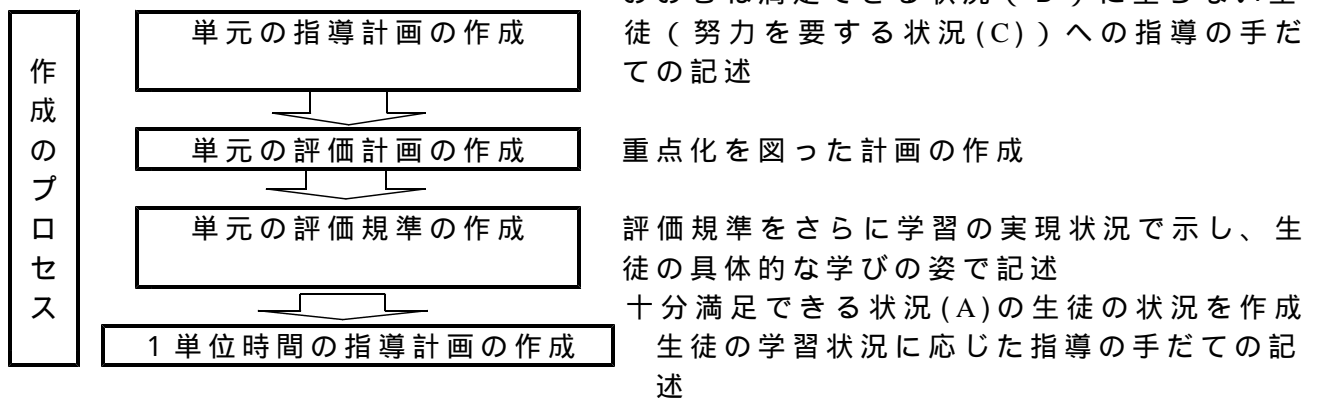 作成のプロセス
単元の指導計画の作成
徒(努力を要する状況(C))への指導の手だ
ての記述
単元の評価計画の作成
重点化を図った計画の作成
単元の評価規準の作成
評価規準をさらに学習の実現状況で示し、生
徒の具体的な学びの姿で記述
十分満足できる状況(A)の生徒の状況を作成
1単位時間の指導計画の作成
生徒の学習状況に応じた指導の手だての記
述